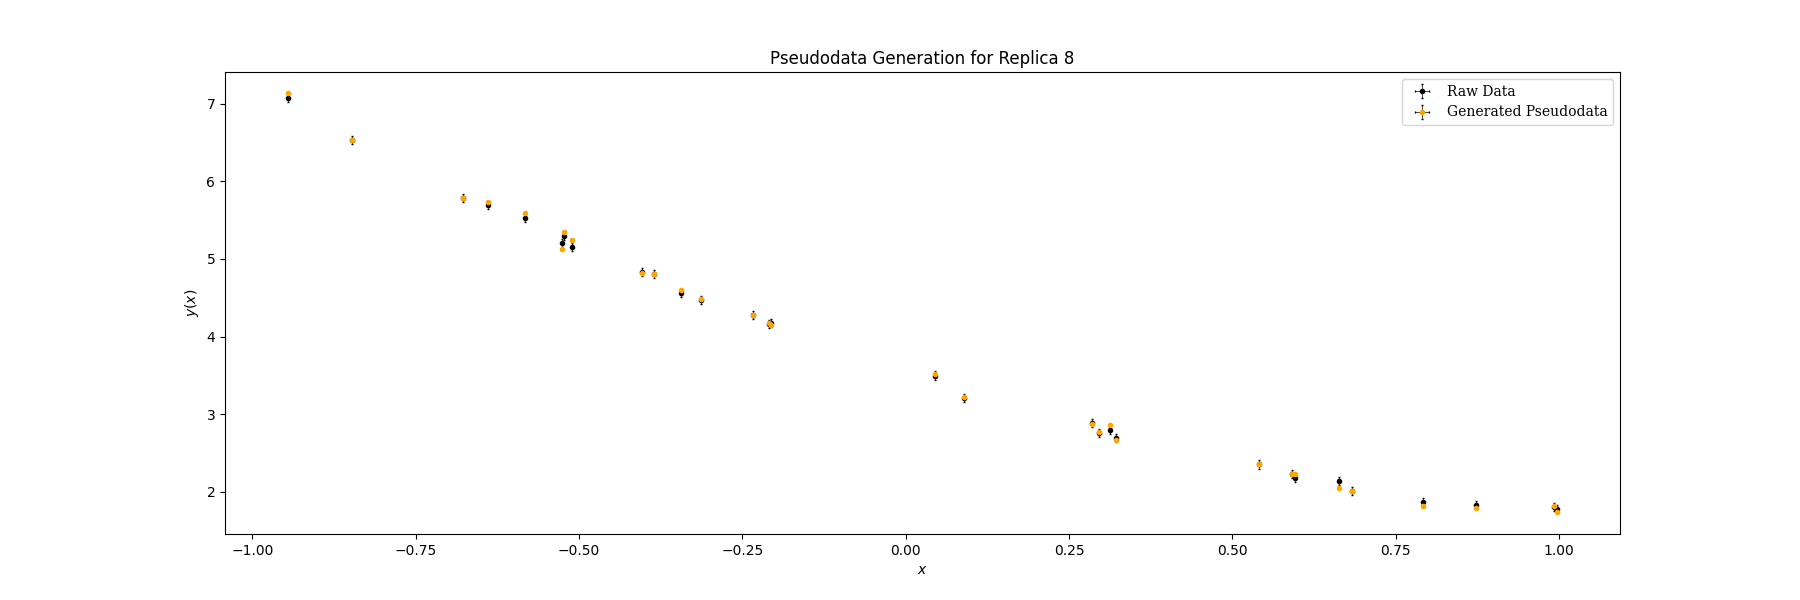 Pseudodata Generation for Replica 8
Raw Data
Generated Pseudodata
7
6
5
4
3
2
y(x)
−1.00 −0.75 −0.50 −0.25 0.00 0.25 0.50 0.75 1.00
x